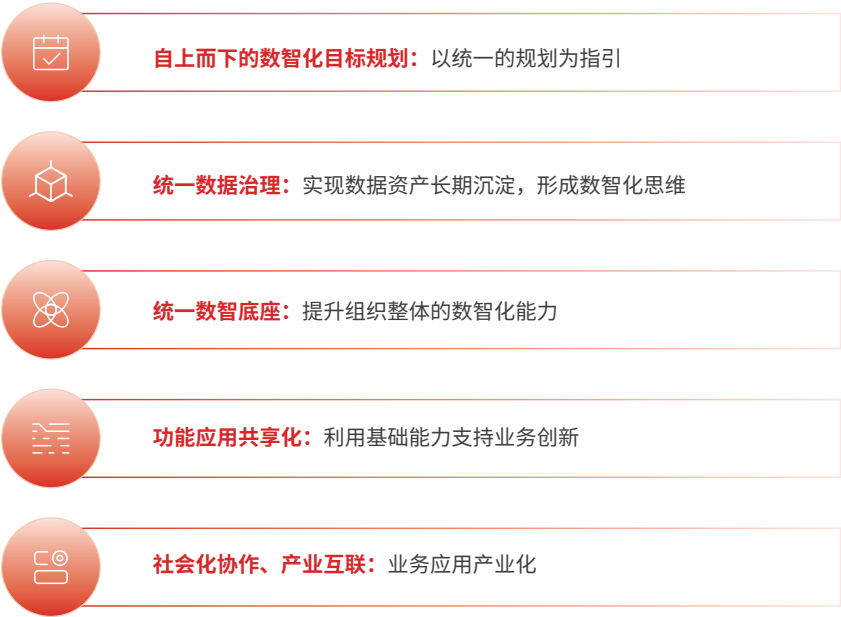 自上而下的数智化目标规划：以统一的规划为指引
统一数据治理：实现数据资产长期沉淀，形成数智化思维
统一数智底座：提升组织整体的数智化能力
功能应用共享化：利用基础能力支持业务创新
社会化协作、产业互联：业务应用产业化